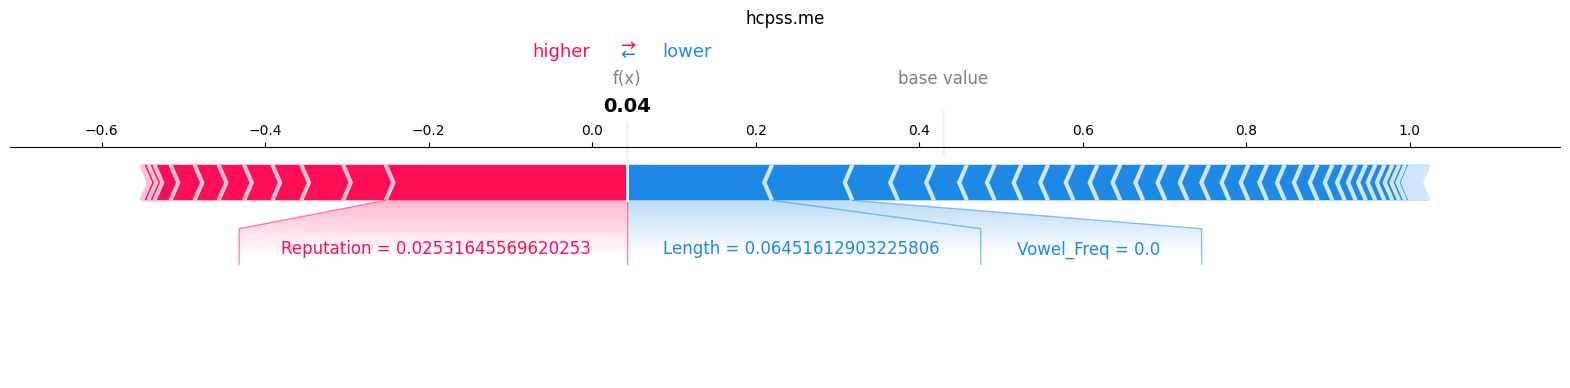 hcpss.me
higher ⇄ lower
f(x) base value
0.04
−0.6 −0.4 −0.2 0.0 0.2 0.4 0.6 0.8 1.0
Reputation = 0.02531645569620253 Length = 0.06451612903225806 Vowel_Freq = 0.0